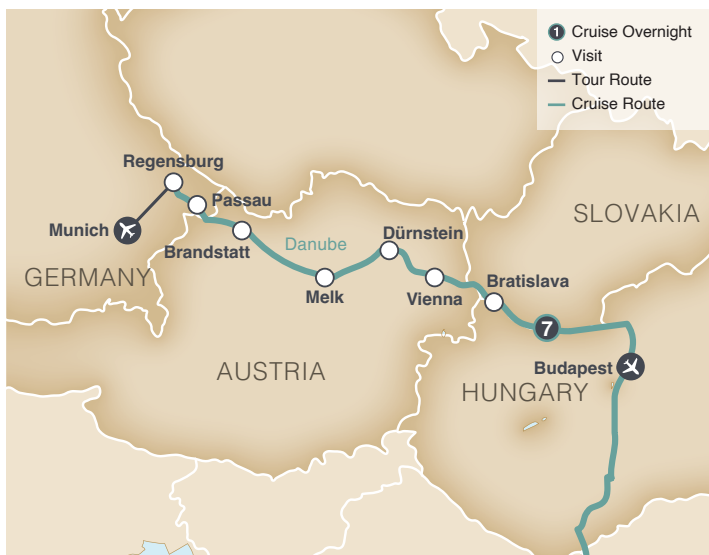 1 Cruise Overnight
Visit
Tour Route
Cruise Route
Regensburg
Passau
Munich
Brandstatt
Danube
Dürnstein
SLOVAKIA
GERMANY
Melk
Vienna
Bratislava
7
AUSTRIA
Budapest
HUNGARY